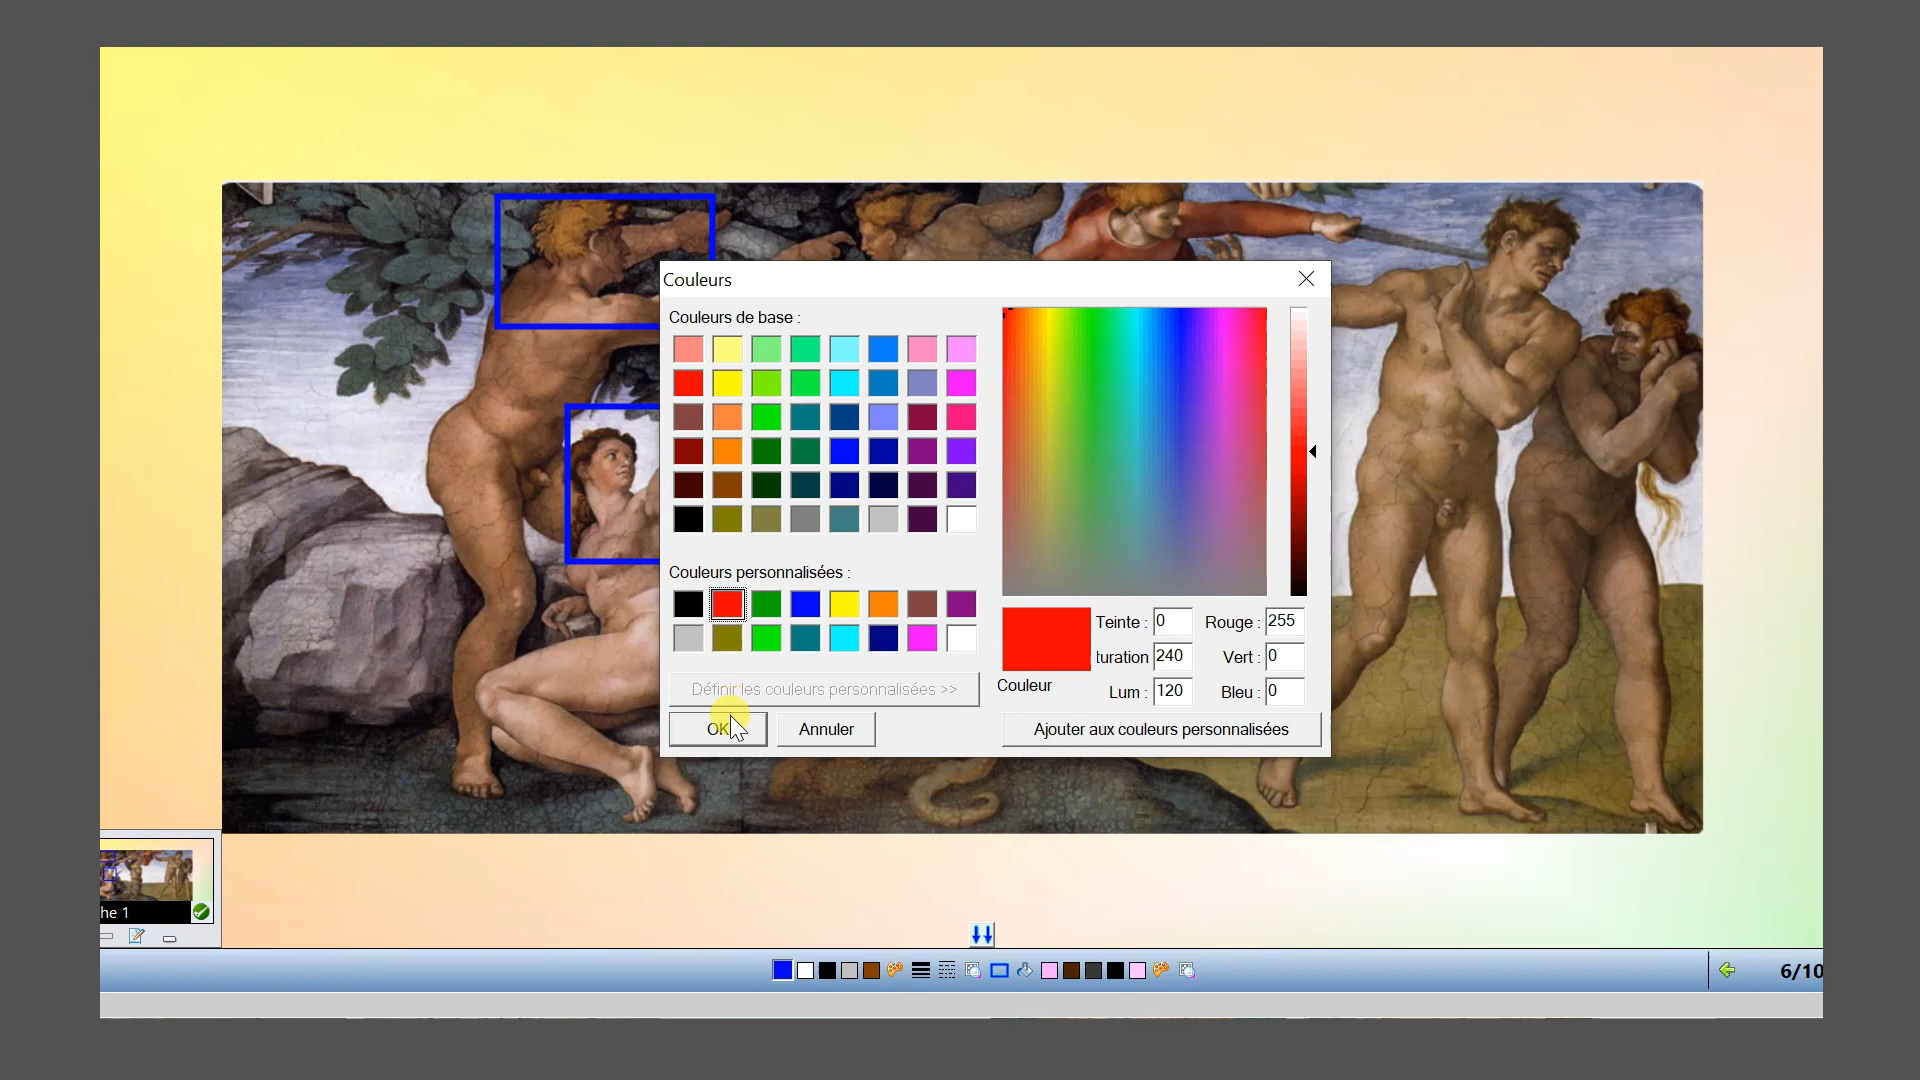 Couleurs
Couleurs de base :
Couleurs personnalisées :
Définir les couleurs personnalisées >>
OK
Annuler
Teinte : 0
Rouge : 255
turation 240
Vert : 0
Couleur
Lum : 120
Bleu : 0
Ajouter aux couleurs personnalisées
he 1
6/10